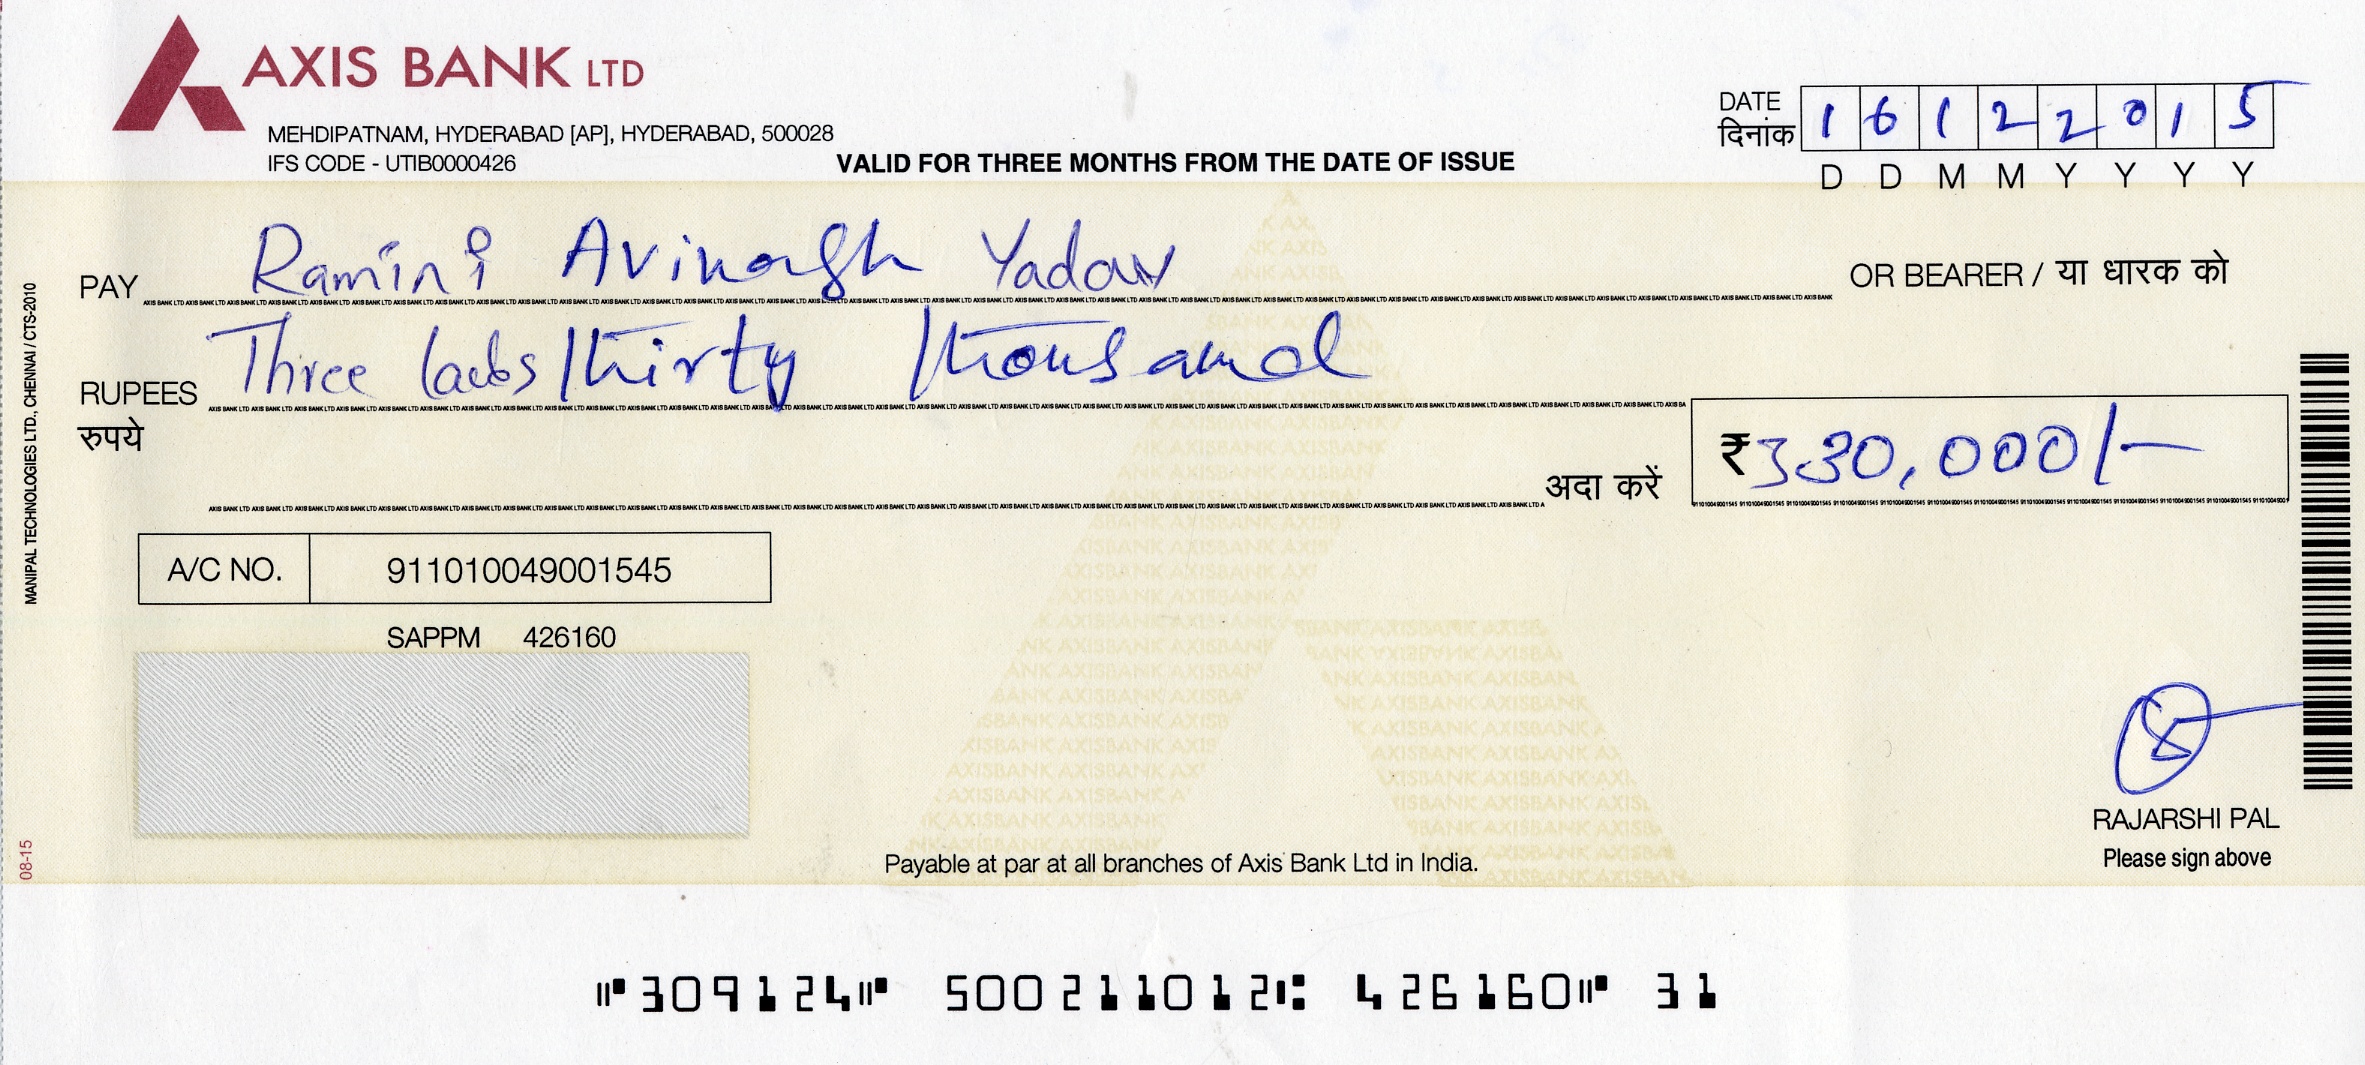 AXIS BANK LTD
MEHDIPATNAM, HYDERABAD [AP], HYDERABAD, 500028
IFS CODE - UTIB0000426
VALID FOR THREE MONTHS FROM THE DATE OF ISSUE
DATE
दिनांक
1 6 1 2 2 0 1 5
D D M M Y Y Y Y
PAY Ramini Avinash Yadav OR BEARER / या धारक को
RUPEES Three lacbs thirty thousand
रुपये
अदा करें ₹ 330,000/-
A/C NO. 911010049001545
SAPPM 426160
VOID
RAJARSHI PAL
Please sign above
Payable at par at all branches of Axis Bank Ltd in India.
MANIPAL TECHNOLOGIES LTD., CHENNAI / CTS-2010
08-15
⑈309124⑈ 500211012⑆ 426160⑈ 31